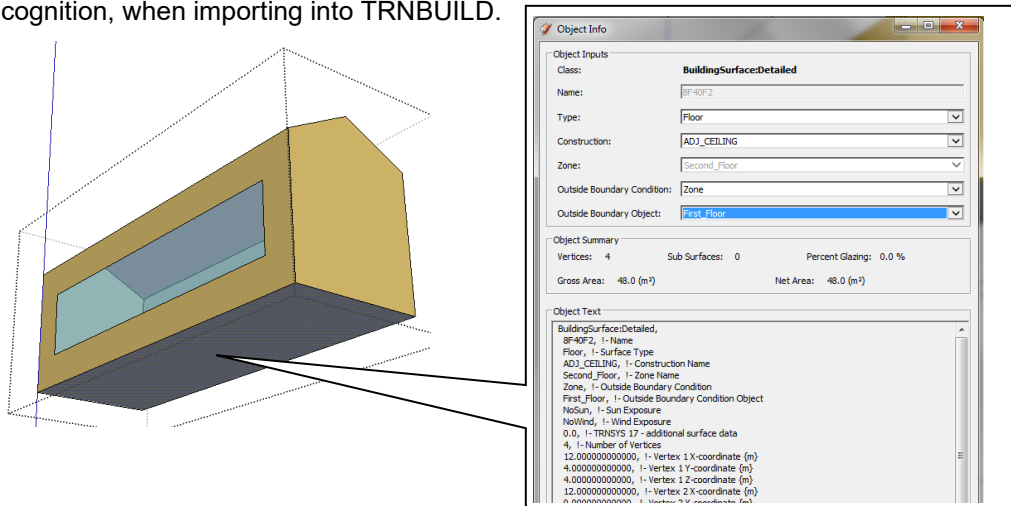 cognition, when importing into TRNBUILD.
Object Info
Object Inputs
Class: BuildingSurface:Detailed
Name: 8F40F2
Type: Floor
Construction: ADJ_CEILING
Zone: Second_Floor
Outside Boundary Condition: Zone
Outside Boundary Object: First_Floor
Object Summary
Vertices: 4 Sub Surfaces: 0 Percent Glazing: 0.0 %
Gross Area: 48.0 (m²) Net Area: 48.0 (m²)
Object Text
BuildingSurface:Detailed,
8F40F2, !- Name
Floor, !- Surface Type
ADJ_CEILING, !- Construction Name
Second_Floor, !- Zone Name
Zone, !- Outside Boundary Condition
First_Floor, !- Outside Boundary Condition Object
NoSun, !- Sun Exposure
NoWind, !- Wind Exposure
0.0, !- TRNSYS 17 - additional surface data
4, !- Number of Vertices
12.000000000000, !- Vertex 1 X-coordinate {m}
4.000000000000, !- Vertex 1 Y-coordinate {m}
4.000000000000, !- Vertex 1 Z-coordinate {m}
12.000000000000, !- Vertex 2 X-coordinate {m}